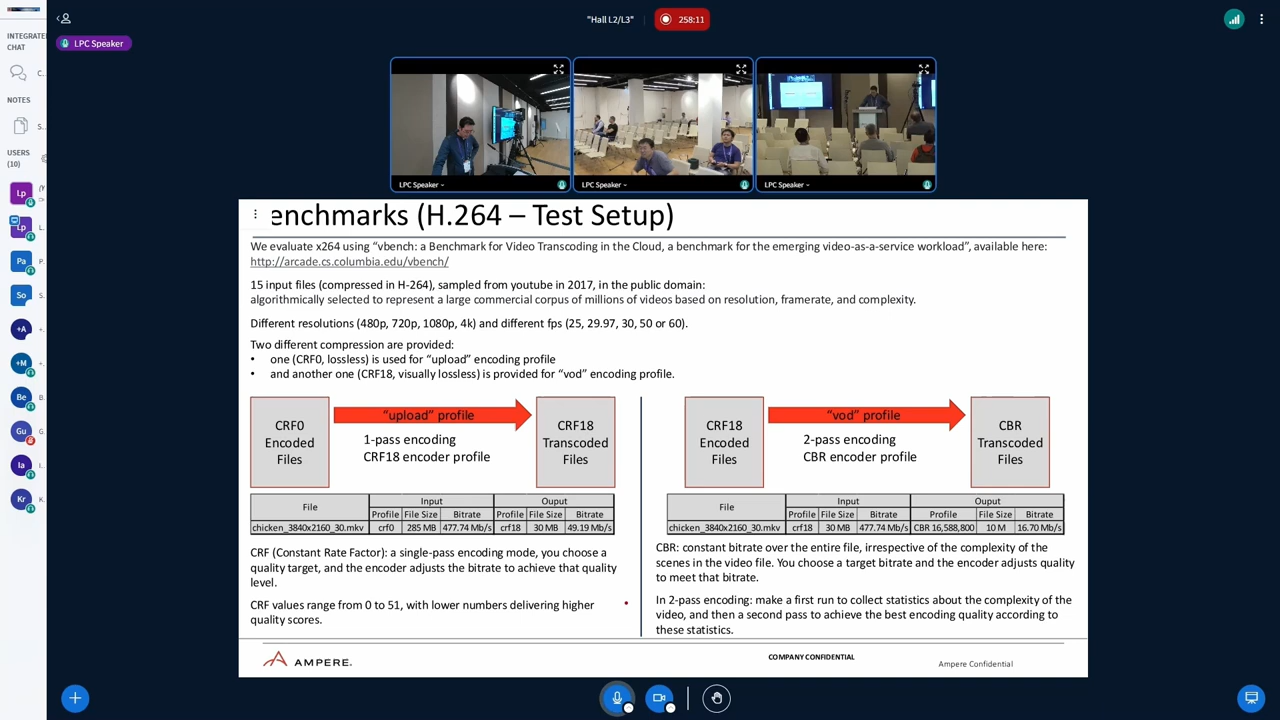 "Hall L2/L3"
258:11
INTEGRATE
CHAT
C..
NOTES
S..
USERS
(10)
Lp
Lp
L..
Pa
P..
So
S..
+A
+M
Be
B..
Gu
G..
Ia
I..
Kr
K..
LPC Speaker
LPC Speaker
LPC Speaker
LPC Speaker
enchmarks (H.264 – Test Setup)
We evaluate x264 using “vbench: a Benchmark for Video Transcoding in the Cloud, a benchmark for the emerging video-as-a-service workload”, available here:
http://arcade.cs.columbia.edu/vbench/
15 input files (compressed in H-264), sampled from youtube in 2017, in the public domain:
algorithmically selected to represent a large commercial corpus of millions of videos based on resolution, framerate, and complexity.
Different resolutions (480p, 720p, 1080p, 4k) and different fps (25, 29.97, 30, 50 or 60).
Two different compression are provided:
• one (CRF0, lossless) is used for “upload” encoding profile
• and another one (CRF18, visually lossless) is provided for “vod” encoding profile.
CRF0
Encoded
Files
“upload” profile
1-pass encoding
CRF18 encoder profile
CRF18
Transcoded
Files
File Input Ouput
Profile File Size Bitrate Profile File Size Bitrate
chicken_3840x2160_30.mkv crf0 285 MB 477.74 Mb/s crf18 30 MB 49.19 Mb/s
CRF (Constant Rate Factor): a single-pass encoding mode, you choose a
quality target, and the encoder adjusts the bitrate to achieve that quality
level.
CRF values range from 0 to 51, with lower numbers delivering higher
quality scores.
CRF18
Encoded
Files
“vod” profile
2-pass encoding
CBR encoder profile
CBR
Transcoded
Files
File Input Ouput
Profile File Size Bitrate Profile File Size Bitrate
chicken_3840x2160_30.mkv crf18 30 MB 477.74 Mb/s CBR 16,588,800 10 M 16.70 Mb/s
CBR: constant bitrate over the entire file, irrespective of the complexity of the
scenes in the video file. You choose a target bitrate and the encoder adjusts quality
to meet that bitrate.
In 2-pass encoding: make a first run to collect statistics about the complexity of the
video, and then a second pass to achieve the best encoding quality according to
these statistics.
AMPERE.
COMPANY CONFIDENTIAL
Ampere Confidential